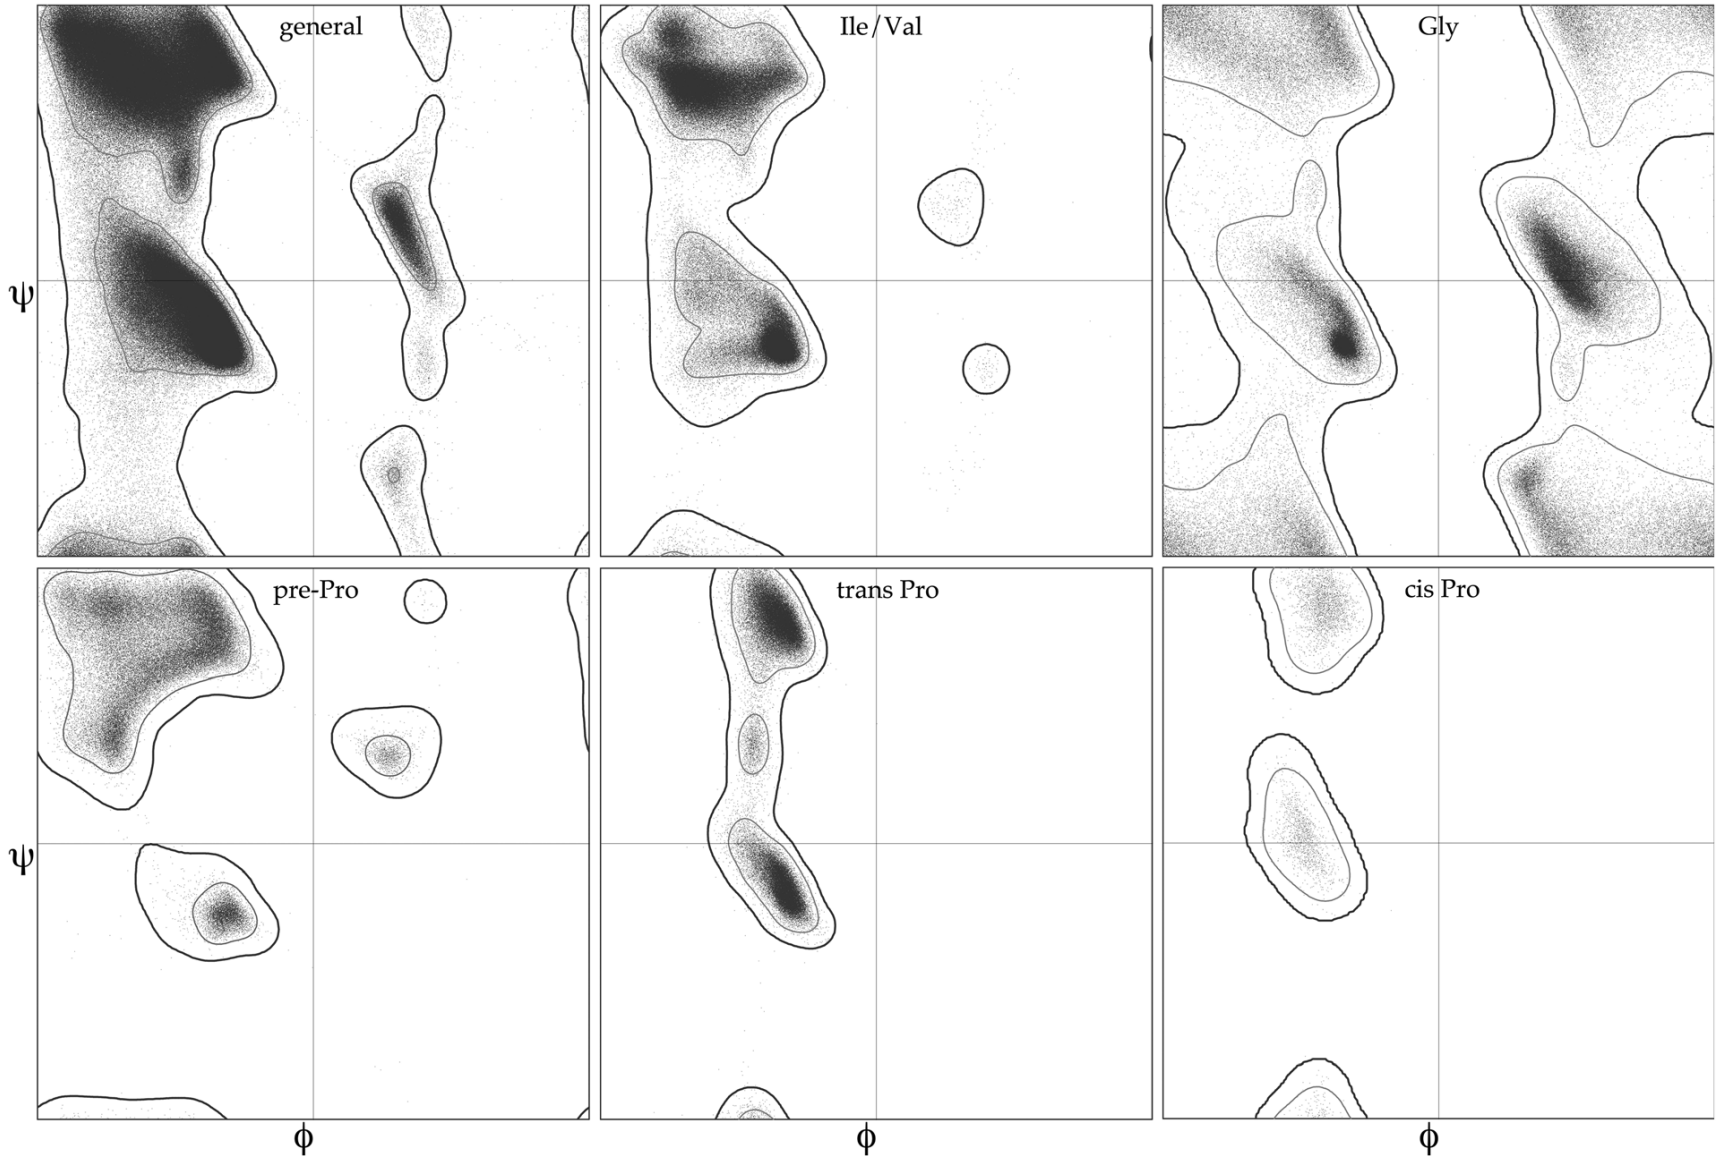 general
Ile/Val
Gly
ψ
pre-Pro
trans Pro
cis Pro
ψ
ϕ
ϕ
ϕ